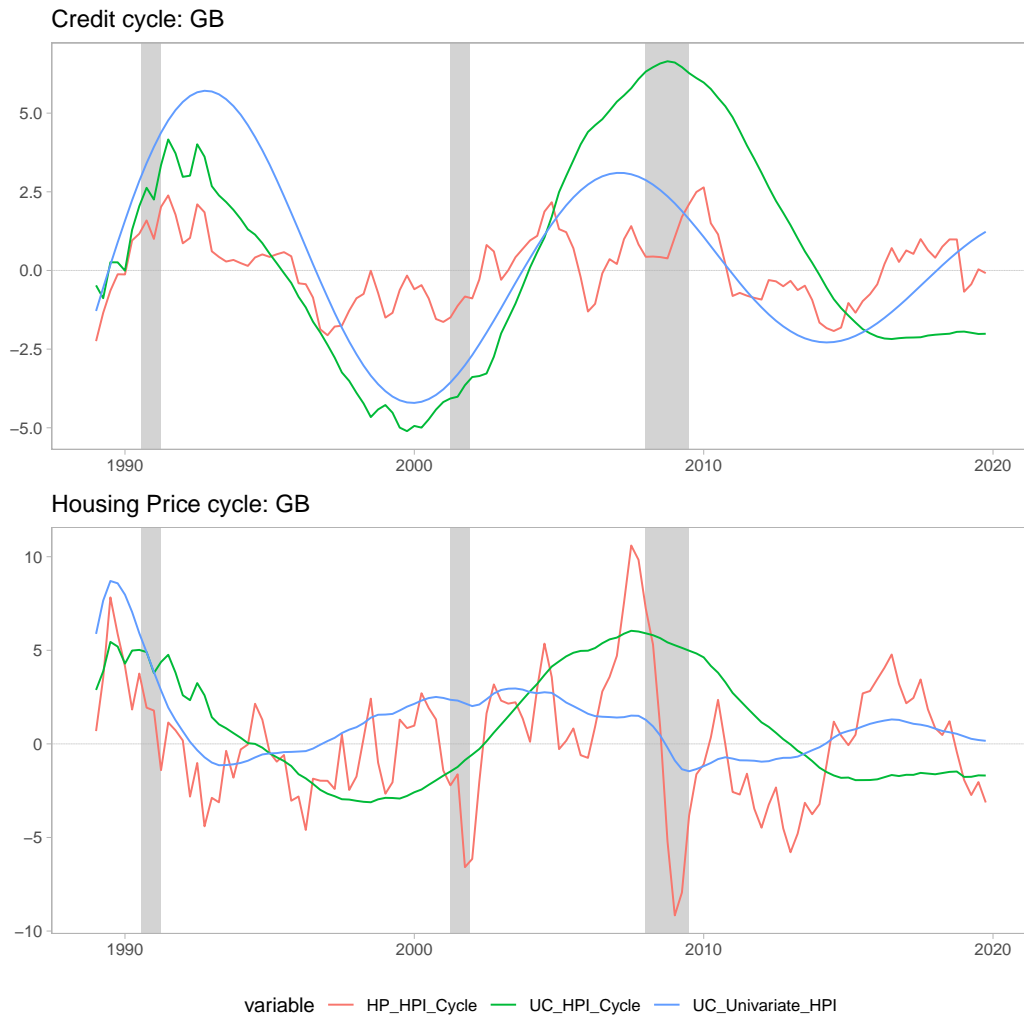 Credit cycle: GB
5.0
2.5
0.0
−2.5
−5.0
1990 2000 2010 2020
Housing Price cycle: GB
10
5
0
−5
−10
1990 2000 2010 2020
variable HP_HPI_Cycle UC_HPI_Cycle UC_Univariate_HPI